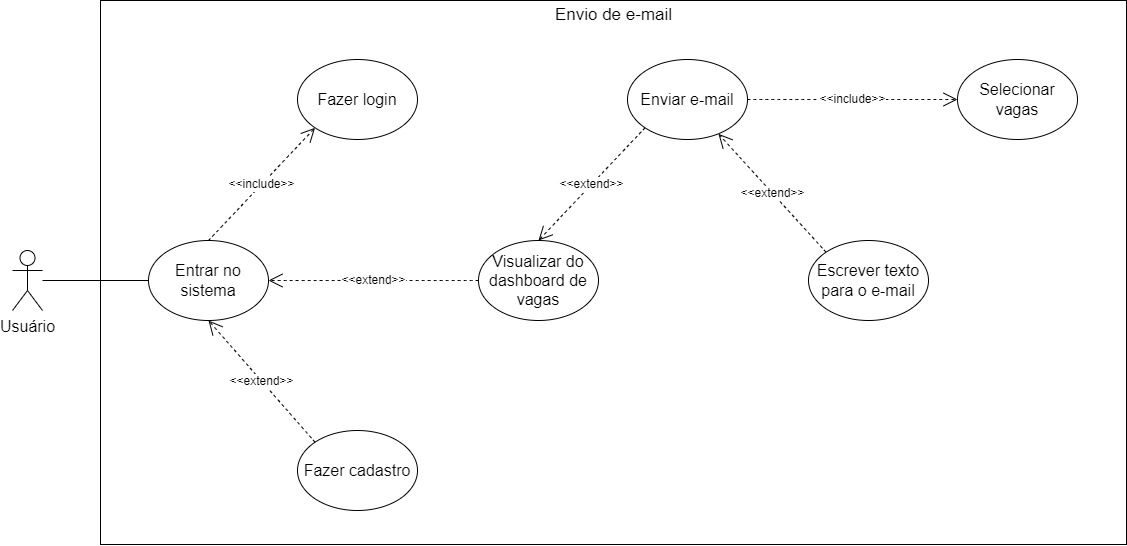 Envio de e-mail
Fazer login
Enviar e-mail
<<include>>
Selecionar
vagas
<<include>>
<<extend>>
<<extend>>
Usuário
Entrar no
sistema
<<extend>>
Visualizar do
dashboard de
vagas
Escrever texto
para o e-mail
<<extend>>
Fazer cadastro